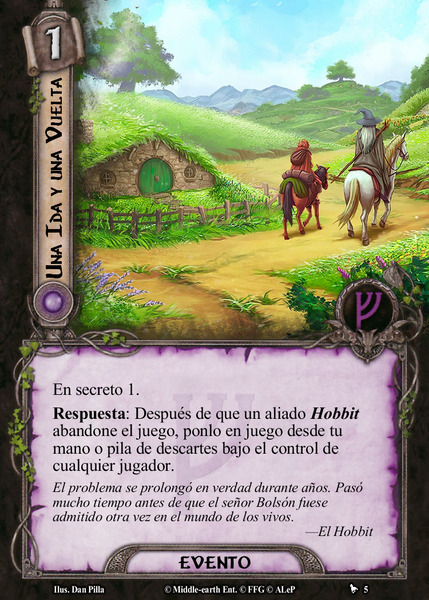 1
Una Ida y una Vuelta
En secreto 1.
Respuesta: Después de que un aliado Hobbit
abandone el juego, ponlo en juego desde tu
mano o pila de descartes bajo el control de
cualquier jugador.
El problema se prolongó en verdad durante años. Pasó
mucho tiempo antes de que el señor Bolsón fuese
admitido otra vez en el mundo de los vivos.
—El Hobbit
EVENTO
Ilus. Dan Pilla © Middle-earth Ent. © FFG © ALeP 5